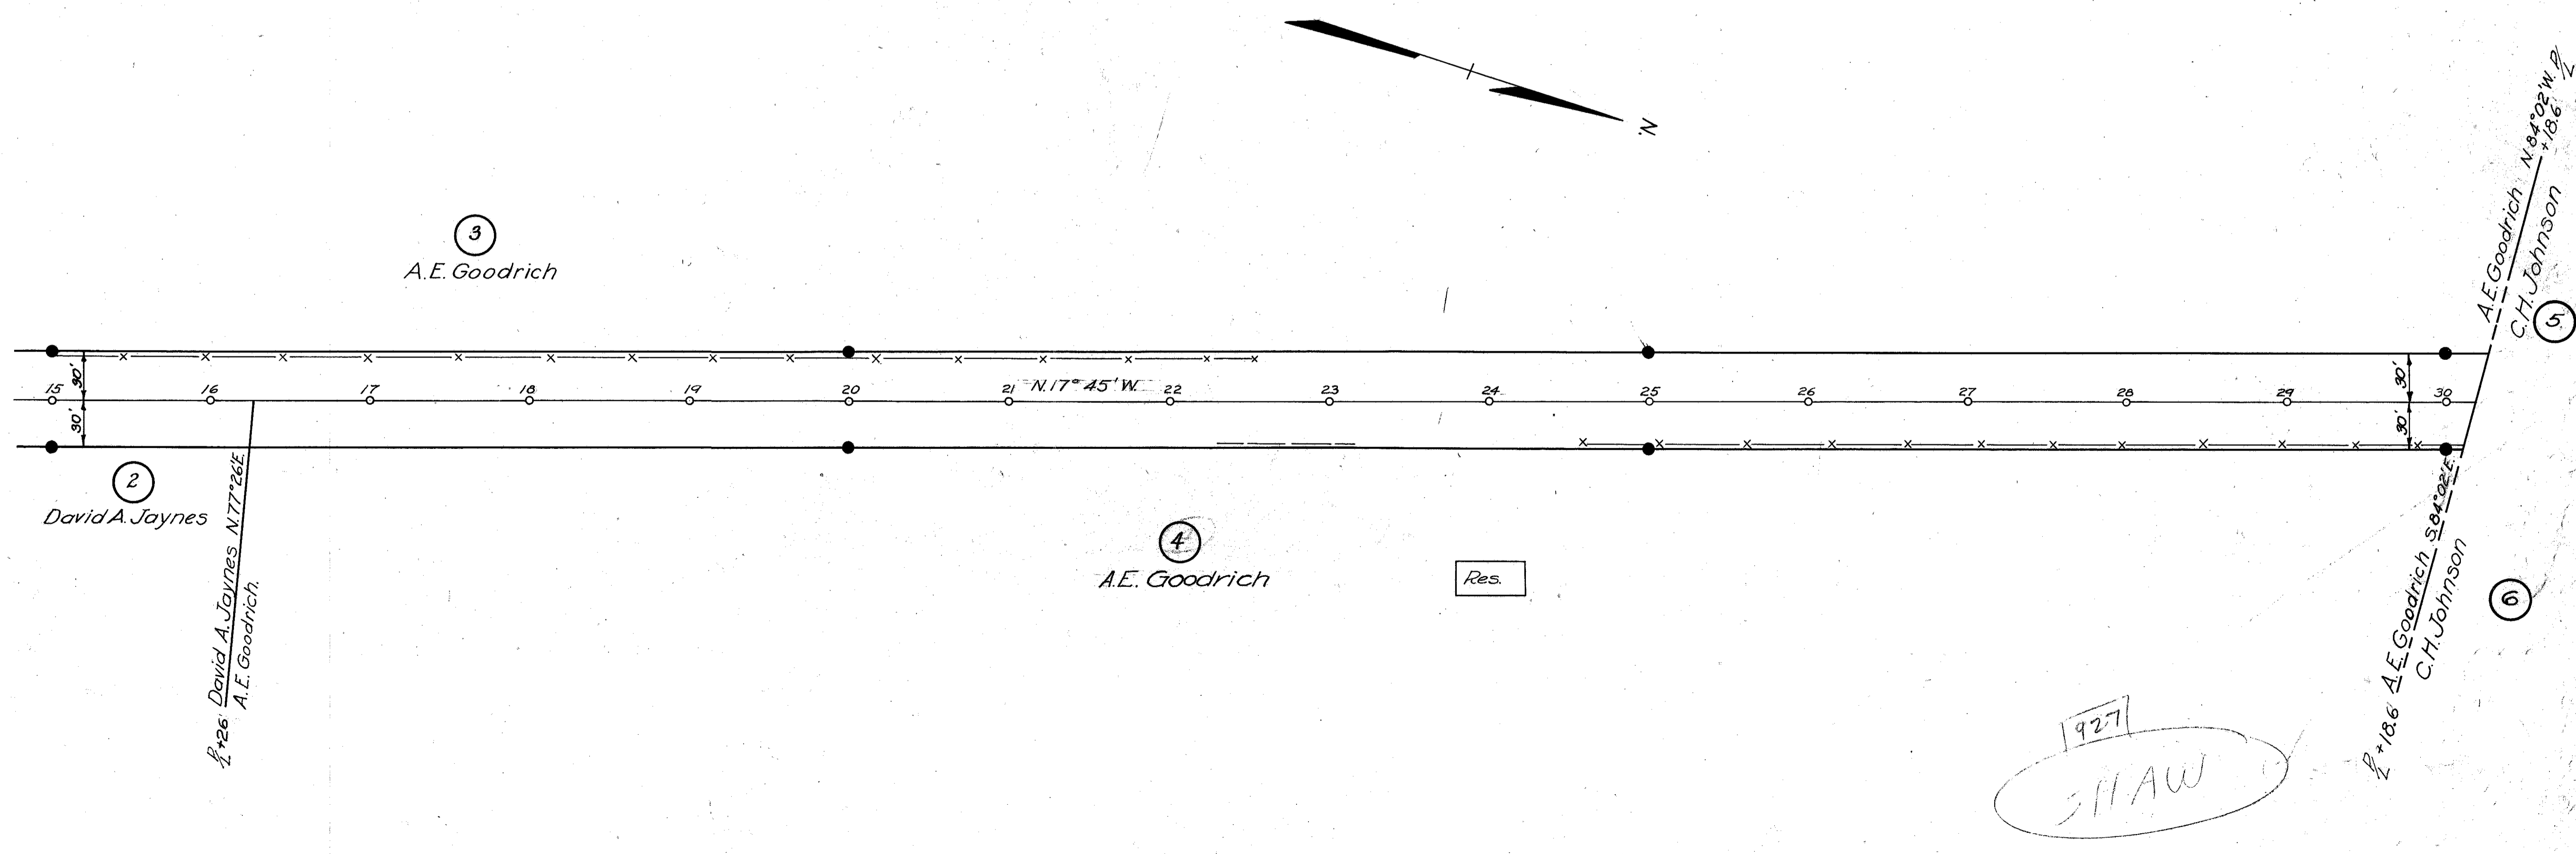 N.
3
A.E. Goodrich
A.E. Goodrich N.84°02'W. P/L
+18.6
C.H. Johnson
5
30'
30'
15 16 17 18 19 20 21 N.17°45'W. 22 23 24 25 26 27 28 29 30
30'
30'
2
David A. Jaynes
P/L +26 David A. Jaynes N.77°26'E.
A.E. Goodrich.
4
A.E. Goodrich
Res.
P/L +18.6 A.E. Goodrich S.84°02'E.
C.H. Johnson
6
927
SHAW